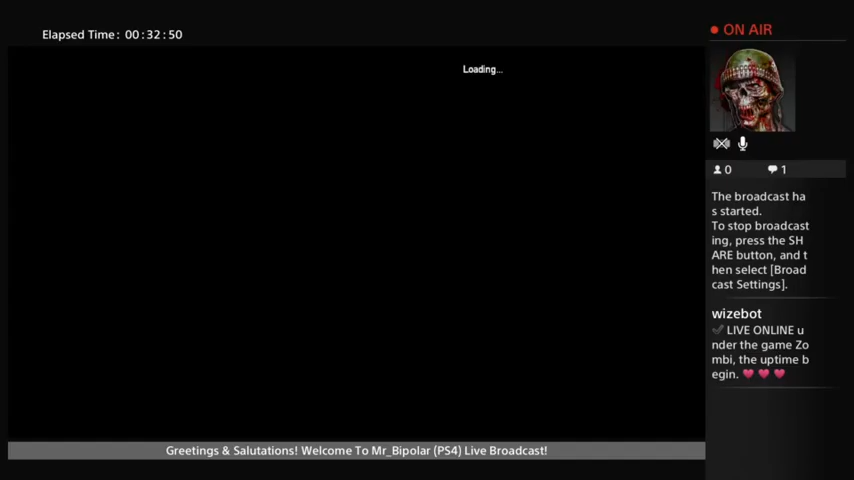 Elapsed Time: 00:32:50
Loading...
ON AIR
0
1
The broadcast ha
s started.
To stop broadcast
ing, press the SH
ARE button, and t
hen select [Broad
cast Settings].
wizebot
✔ LIVE ONLINE u
nder the game Zo
mbi, the uptime b
egin. ♥ ♥ ♥
Greetings & Salutations! Welcome To Mr_Bipolar (PS4) Live Broadcast!